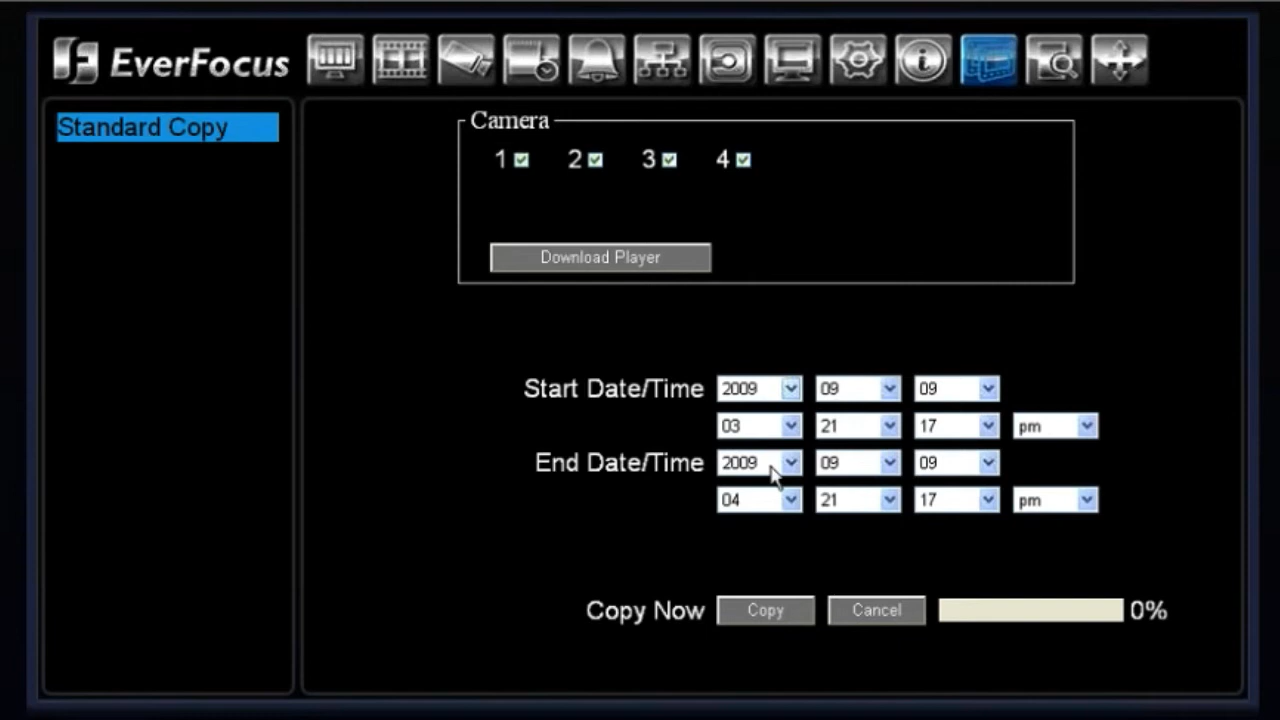 EverFocus
Standard Copy
Camera
1 2 3 4
Download Player
Start Date/Time 2009 09 09
03 21 17 pm
End Date/Time 2009 09 09
04 21 17 pm
Copy Now Copy Cancel 0%